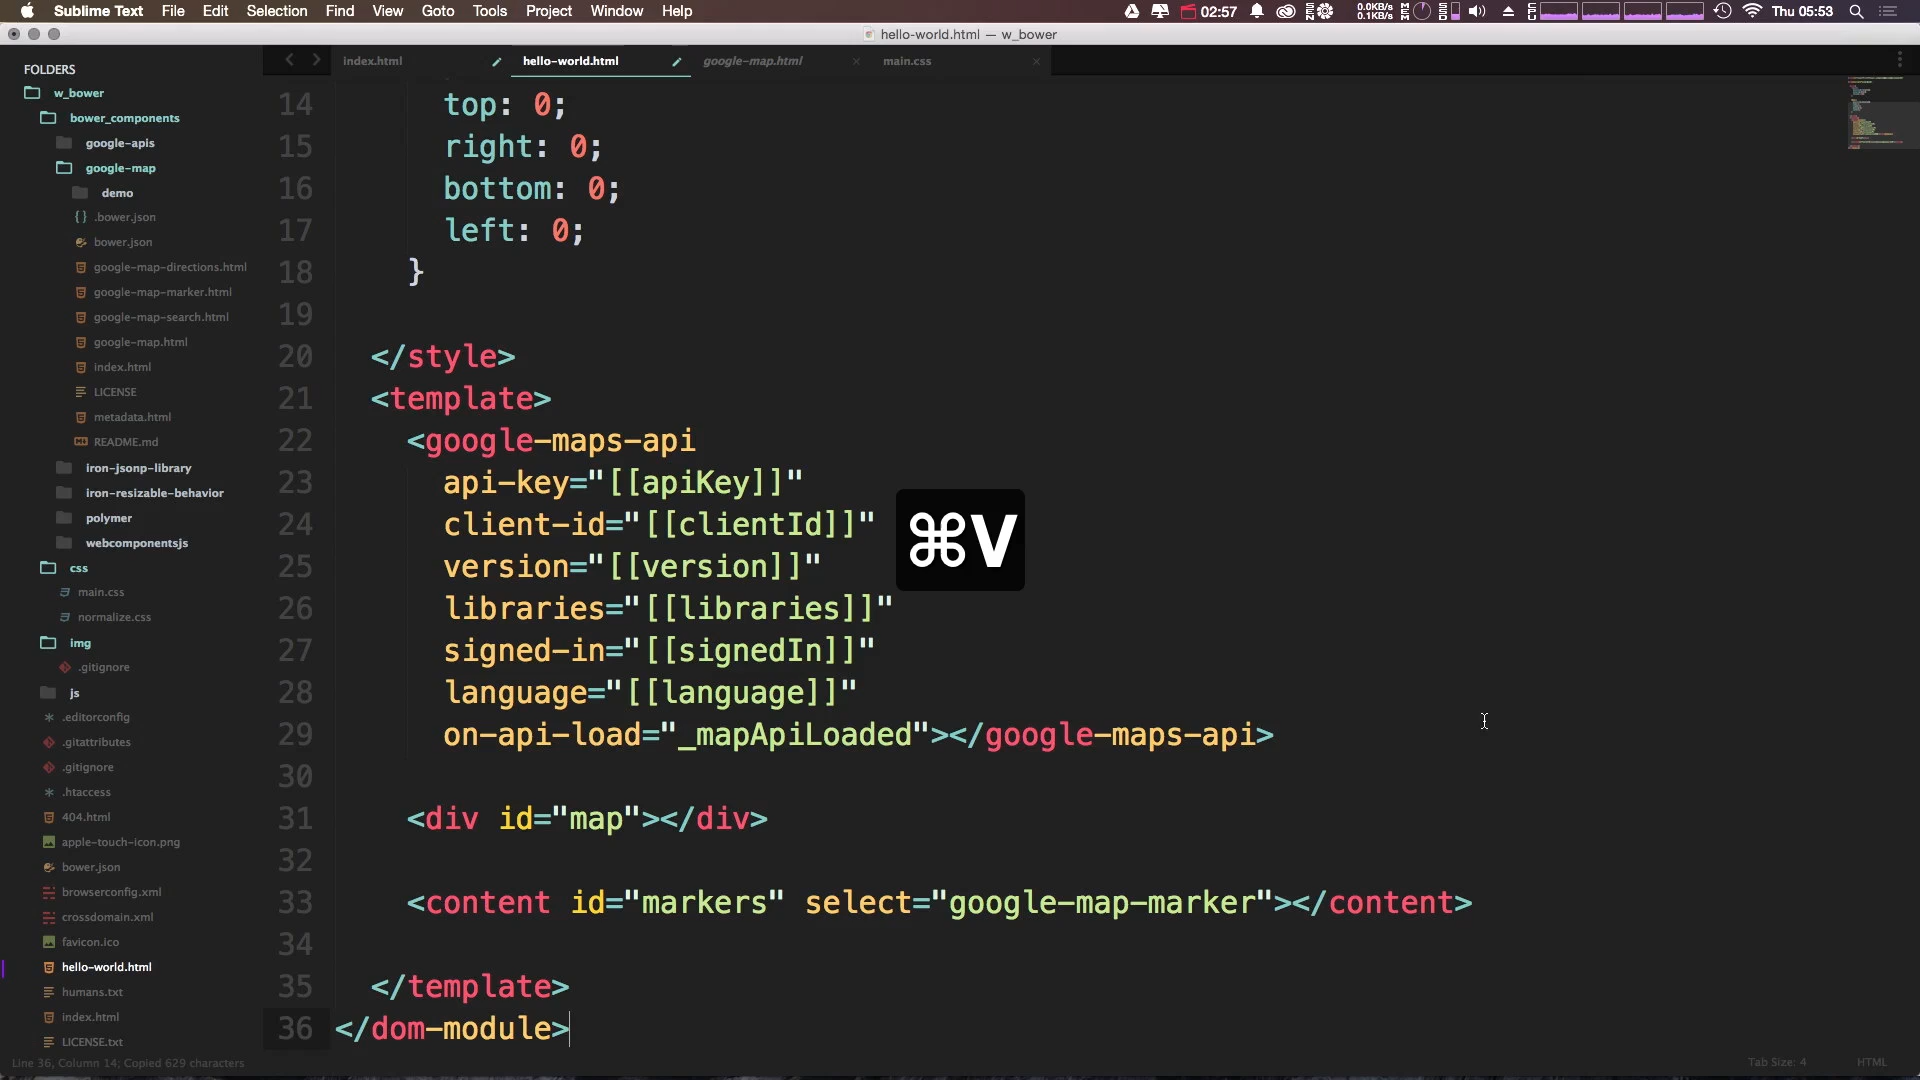 Sublime Text File Edit Selection Find View Goto Tools Project Window Help
02:57 0.0KB/s 0.1KB/s Thu 05:53
hello-world.html — w_bower
FOLDERS
w_bower
bower_components
google-apis
google-map
demo
.bower.json
bower.json
google-map-directions.html
google-map-marker.html
google-map-search.html
google-map.html
index.html
LICENSE
metadata.html
README.md
iron-jsonp-library
iron-resizable-behavior
polymer
webcomponentsjs
css
main.css
normalize.css
img
.gitignore
js
.editorconfig
.gitattributes
.gitignore
.htaccess
404.html
apple-touch-icon.png
bower.json
browserconfig.xml
crossdomain.xml
favicon.ico
hello-world.html
humans.txt
index.html
LICENSE.txt
index.html hello-world.html google-map.html main.css
14 top: 0;
15 right: 0;
16 bottom: 0;
17 left: 0;
18 }
19
20 </style>
21 <template>
22 <google-maps-api
23 api-key="[[apiKey]]"
24 client-id="[[clientId]]"
25 version="[[version]]"
26 libraries="[[libraries]]"
27 signed-in="[[signedIn]]"
28 language="[[language]]"
29 on-api-load="_mapApiLoaded"></google-maps-api>
30
31 <div id="map"></div>
32
33 <content id="markers" select="google-map-marker"></content>
34
35 </template>
36 </dom-module>
⌘V
Line 36, Column 14; Copied 629 characters
Tab Size: 4 HTML